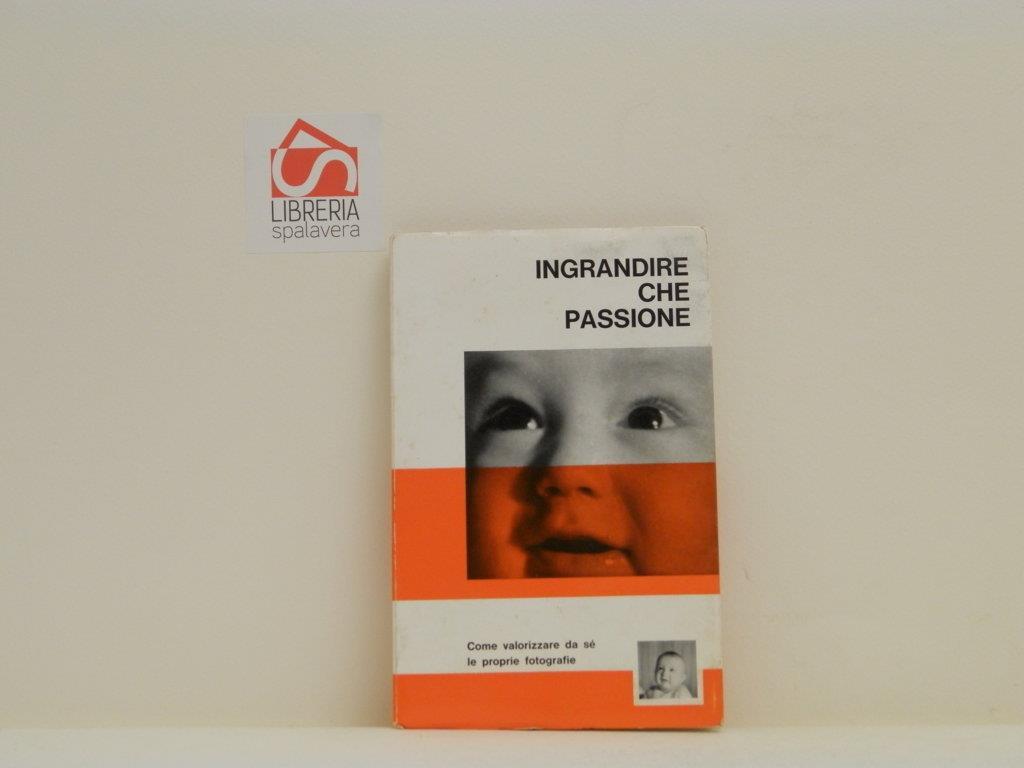 LIBRERIA
spalavera
INGRANDIRE
CHE
PASSIONE
Come valorizzare da sé
le proprie fotografie